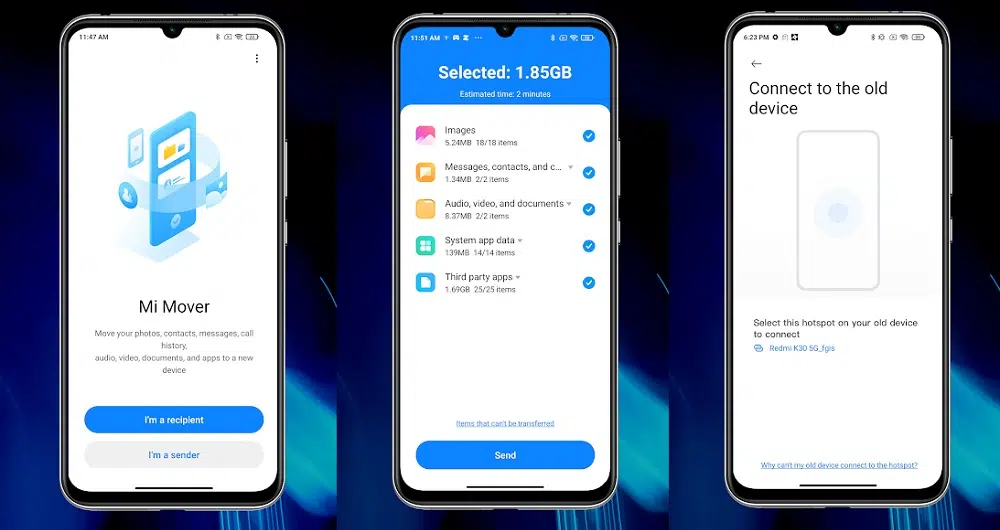 11:47 AM
Mi Mover
Move your photos, contacts, messages, call
history,
audio, video, documents, and apps to a new
device
I'm a recipient
I'm a sender
11:51 AM
Selected: 1.85GB
Estimated time: 2 minutes
Images
5.24MB 18/18 items
Messages, contacts, and c...
1.34MB 2/2 items
Audio, video, and documents
8.37MB 2/2 items
System app data
139MB 14/14 items
Third party apps
1.69GB 25/25 items
Items that can't be transferred
Send
6:23 PM
Connect to the old
device
Select this hotspot on your old device
to connect
Redmi K30 5G_fgis
Why can't my old device connect to the hotspot?